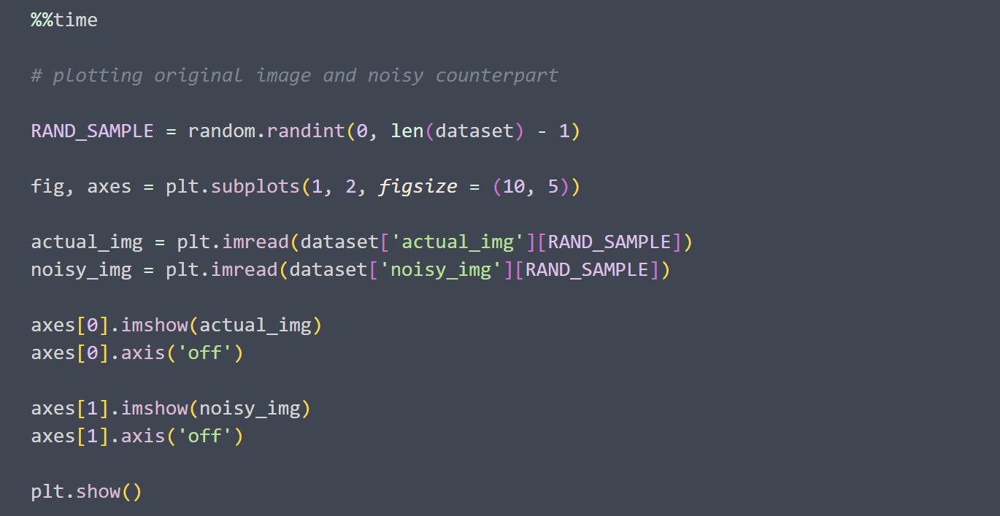 %%time
# plotting original image and noisy counterpart
RAND_SAMPLE = random.randint(0, len(dataset) - 1)
fig, axes = plt.subplots(1, 2, figsize = (10, 5))
actual_img = plt.imread(dataset['actual_img'][RAND_SAMPLE])
noisy_img = plt.imread(dataset['noisy_img'][RAND_SAMPLE])
axes[0].imshow(actual_img)
axes[0].axis('off')
axes[1].imshow(noisy_img)
axes[1].axis('off')
plt.show()